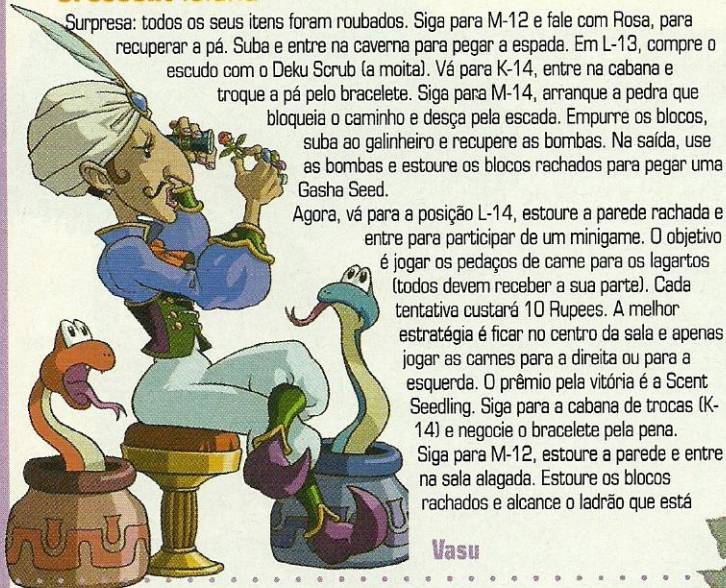 Surpresa: todos os seus itens foram roubados. Siga para M-12 e fale com Rosa, para
recuperar a pá. Suba e entre na caverna para pegar a espada. Em L-13, compre o
escudo com o Deku Scrub (a moita). Vá para K-14, entre na cabana e
troque a pá pelo bracelete. Siga para M-14, arranque a pedra que
bloqueia o caminho e desça pela escada. Empurre os blocos,
suba ao galinheiro e recupere as bombas. Na saída, use
as bombas e estoure os blocos rachados para pegar uma
Gasha Seed.
Agora, vá para a posição L-14, estoure a parede rachada e
entre para participar de um minigame. O objetivo
é jogar os pedaços de carne para os lagartos
(todos devem receber a sua parte). Cada
tentativa custará 10 Rupees. A melhor
estratégia é ficar no centro da sala e apenas
jogar as carnes para a direita ou para a
esquerda. O prêmio pela vitória é a Scent
Seedling. Siga para a cabana de trocas (K-
14) e negocie o bracelete pela pena.
Siga para M-12, estoure a parede e entre
na sala alagada. Estoure os blocos
rachados e alcance o ladrão que está
Vasu